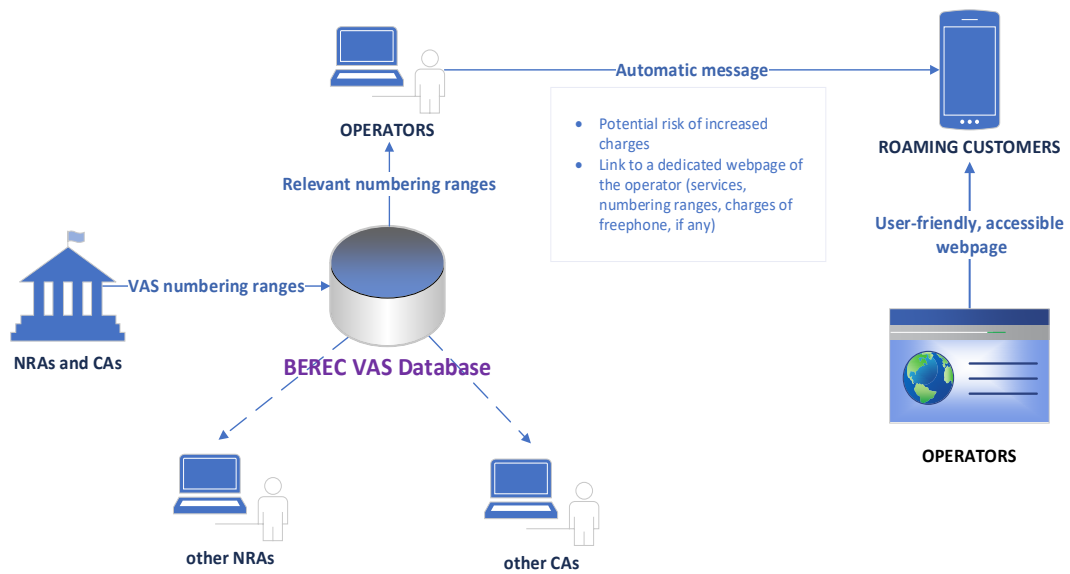 Automatic message
OPERATORS
• Potential risk of increased
charges
• Link to a dedicated webpage of
the operator (services,
numbering ranges, charges of
freephone, if any)
ROAMING CUSTOMERS
Relevant numbering ranges
User-friendly, accessible
webpage
VAS numbering ranges
NRAs and CAs
BEREC VAS Database
OPERATORS
other NRAs
other CAs